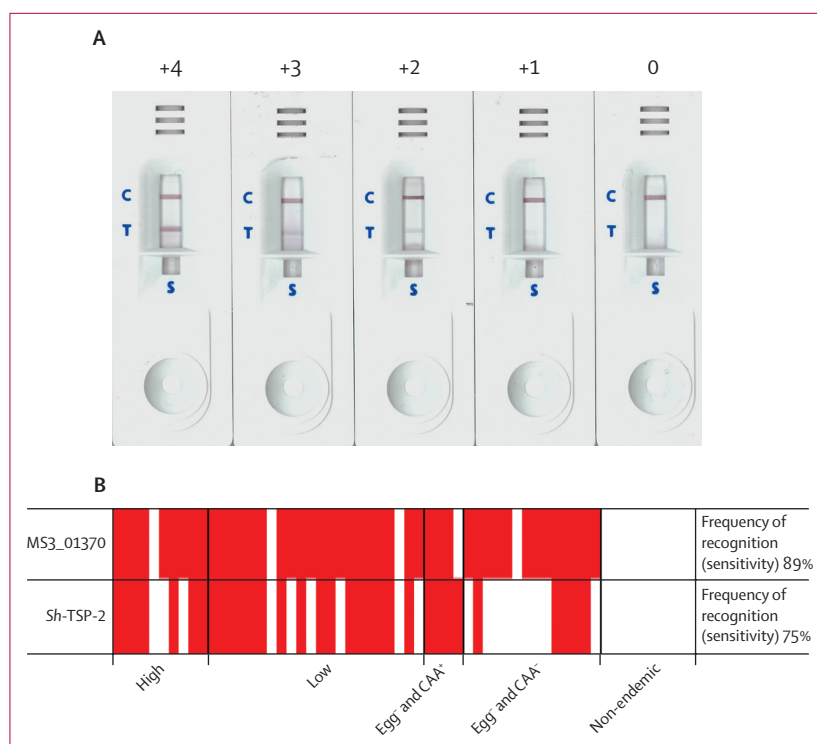 A
+4 +3 +2 +1 0
C C C C C
T T T T T
S S S S S
B
MS3_01370
Frequency of
recognition
(sensitivity) 89%
Sh-TSP-2
Frequency of
recognition
(sensitivity) 75%
High
Low
Egg⁻ and CAA⁺
Egg⁻ and CAA⁻
Non-endemic